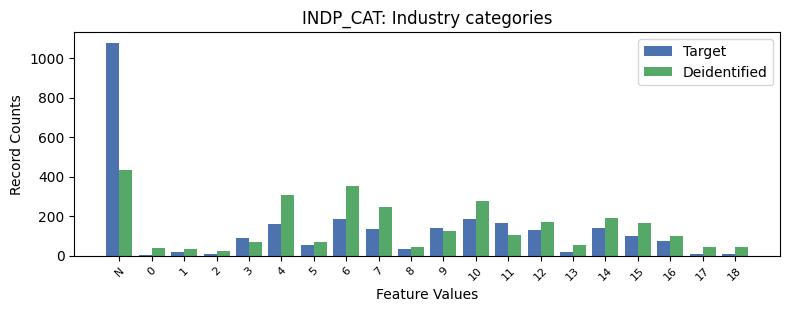 INDP_CAT: Industry categories
Target
Deidentified
Record Counts
1000
800
600
400
200
0
N 0 1 2 3 4 5 6 7 8 9 10 11 12 13 14 15 16 17 18
Feature Values